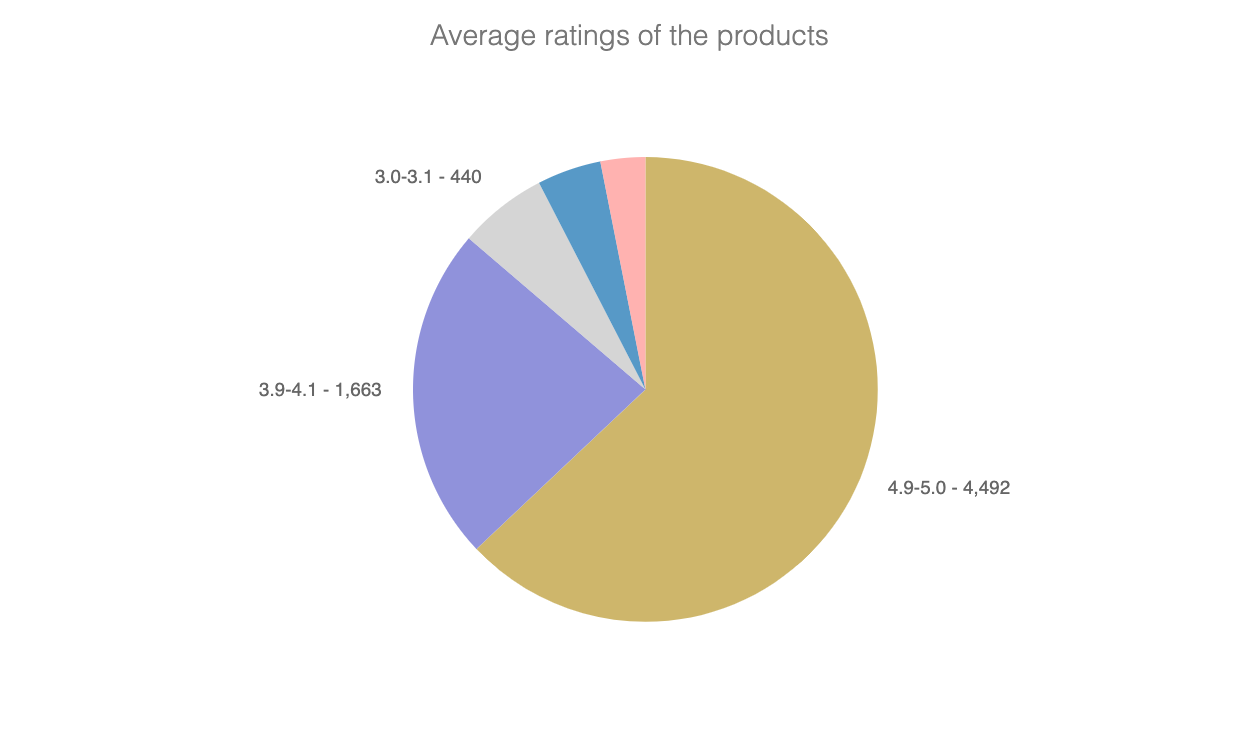 Average ratings of the products
3.0-3.1 - 440
3.9-4.1 - 1,663
4.9-5.0 - 4,492